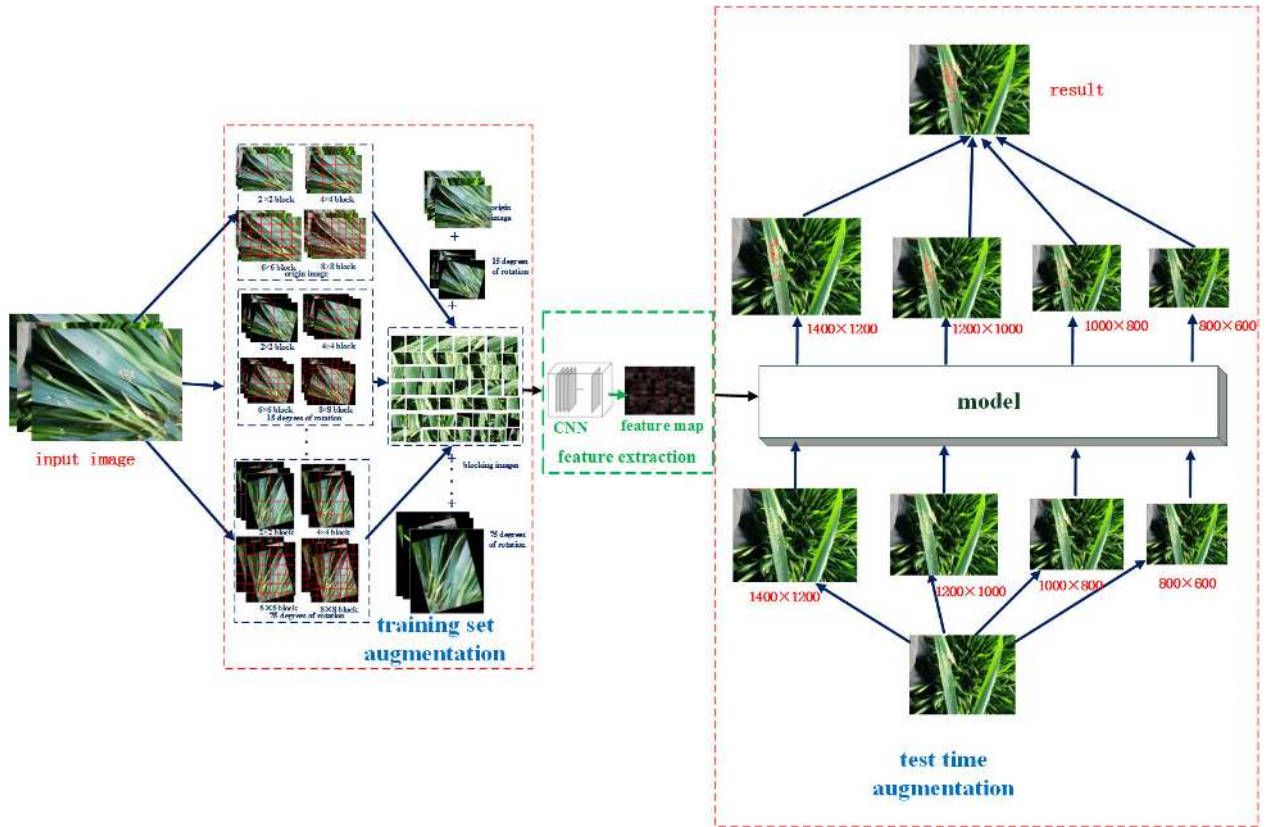 input image
2×2 block
4×4 block
6×6 block
8×8 block
origin image
2×2 block
4×4 block
6×6 block
8×8 block
15 degrees of rotation
2×2 block
4×4 block
6×6 block
8×8 block
75 degrees of rotation
origin
image
+
15 degrees
of rotation
+
blocking images
+
+
75 degrees
of rotation
training set
augmentation
CNN
feature map
feature extraction
result
1400×1200
1200×1000
1000×800
800×600
model
1400×1200
1200×1000
1000×800
800×600
test time
augmentation